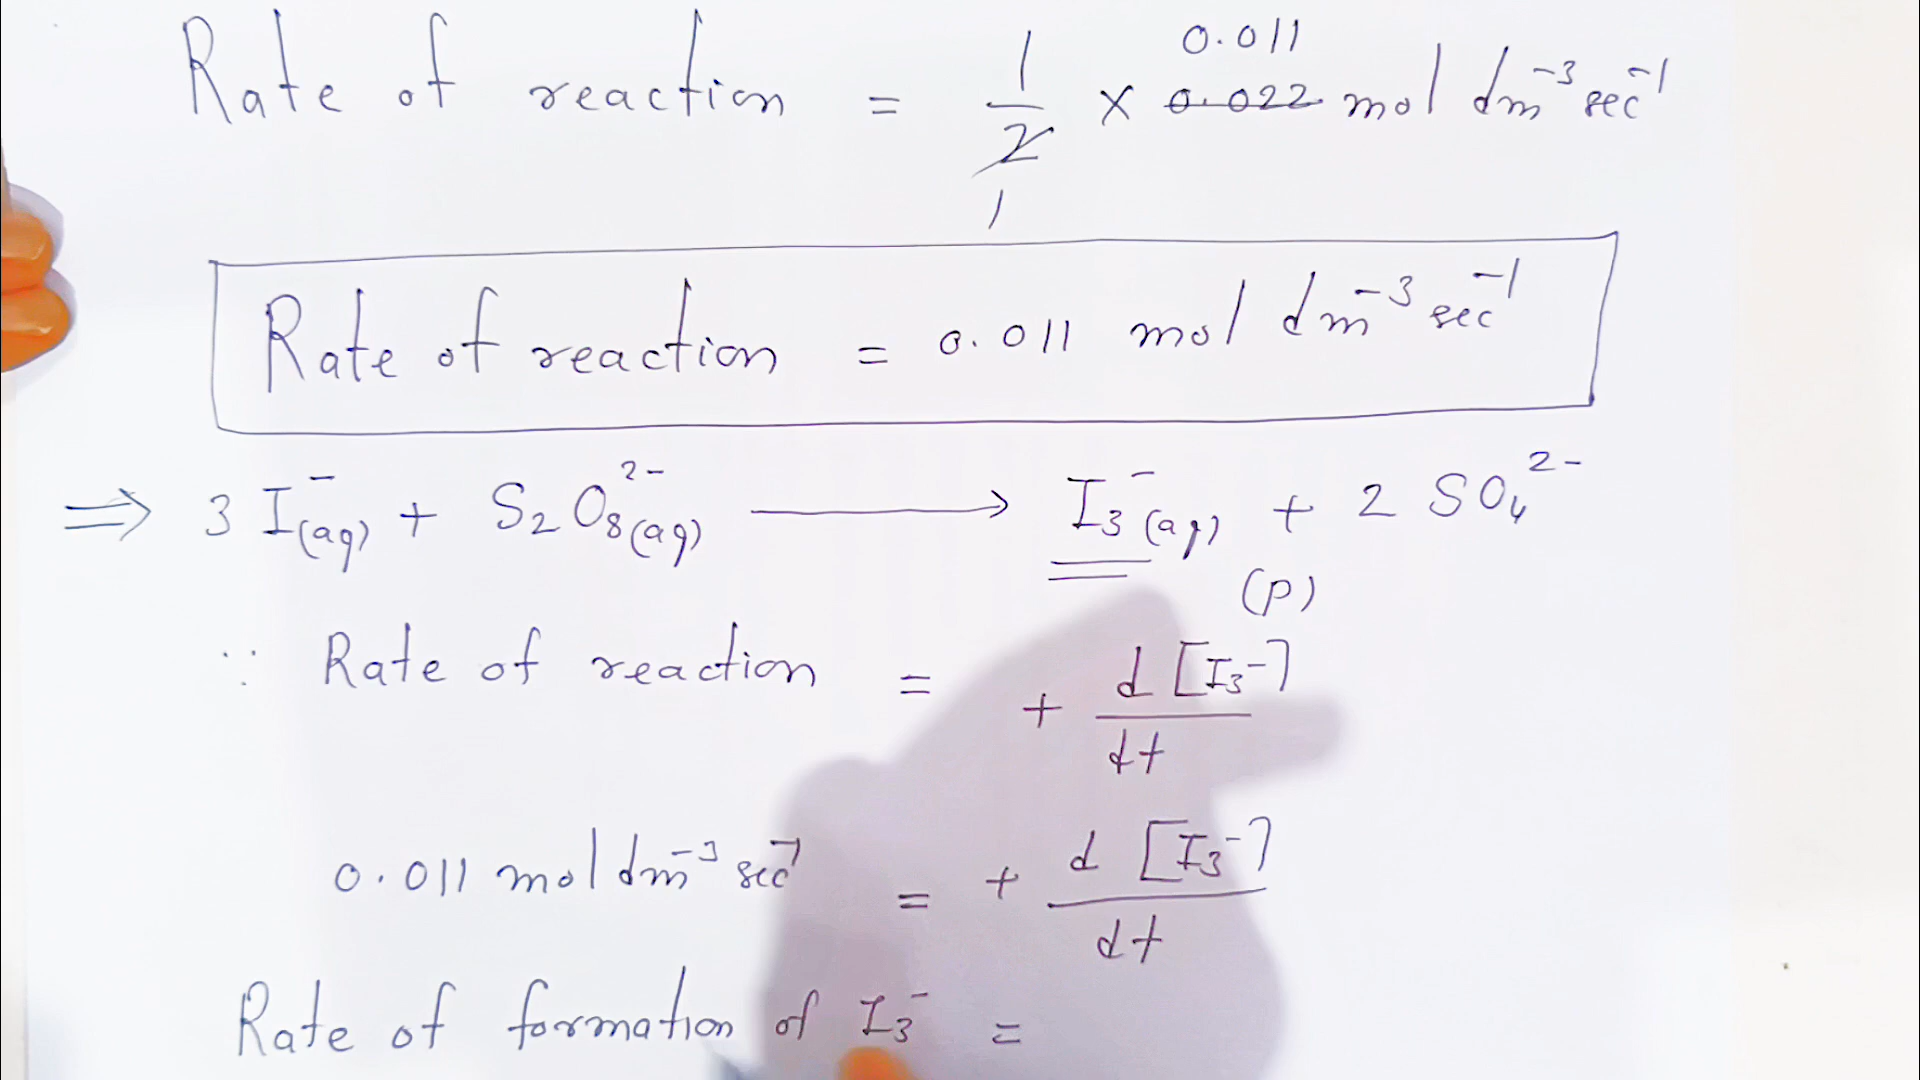 Rate of reaction = 1/2 × 0.022 mol dm⁻³ sec⁻¹
0.011
1
Rate of reaction = 0.011 mol dm⁻³ sec⁻¹
⇒ 3 I⁻(aq) + S₂O₈²⁻(aq) ⟶ I₃⁻(aq) + 2 SO₄²⁻
(P)
∵ Rate of reaction = + d [I₃⁻] / dt
0.011 mol dm⁻³ sec⁻¹ = + d [I₃⁻] / dt
Rate of formation of I₃⁻ =